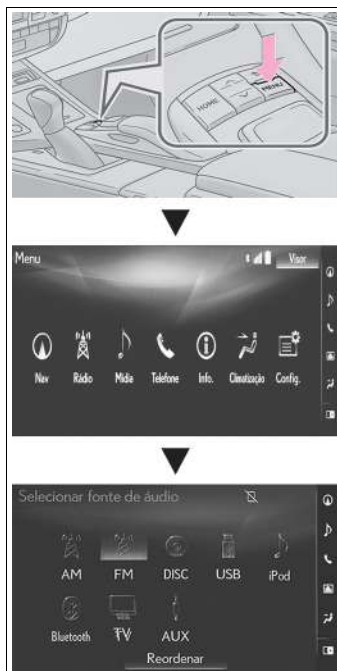 HOME
MENU
Menu
Visor
Nav Rádio Mídia Telefone Info. Climatização Config.
Selecionar fonte de áudio
AM FM DISC USB iPod
Bluetooth TV AUX
Reordenar